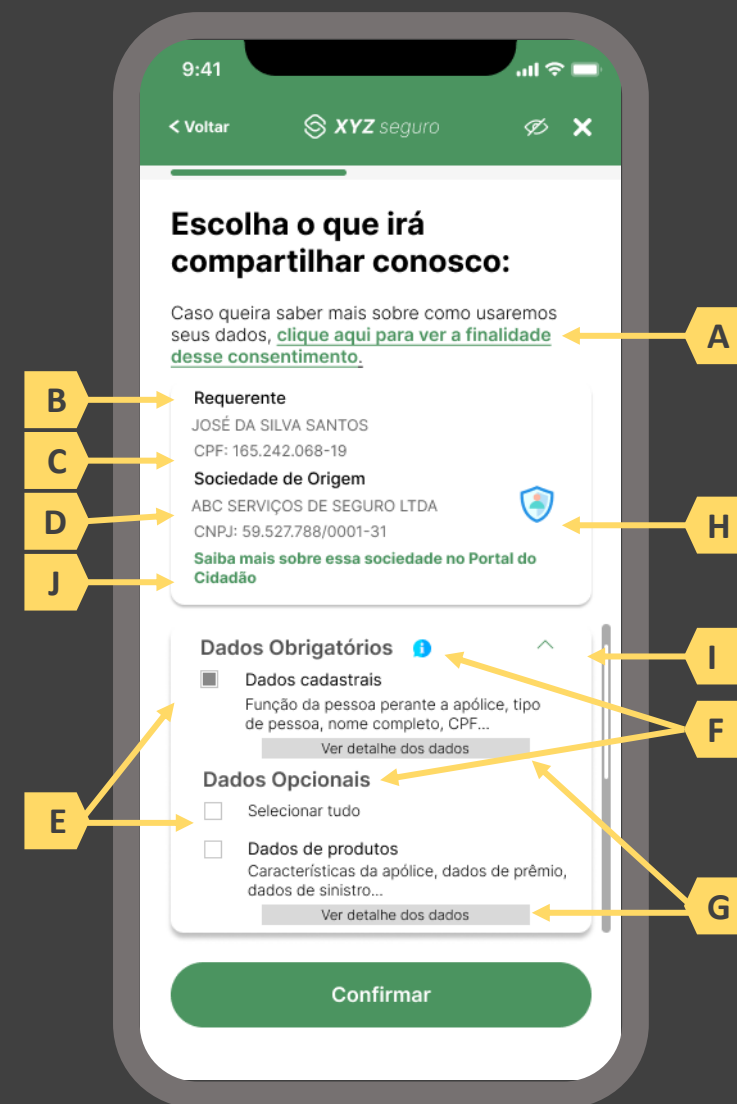 9:41
< Voltar
XYZ seguro
Escolha o que irá
compartilhar conosco:
Caso queira saber mais sobre como usaremos
seus dados, clique aqui para ver a finalidade
desse consentimento.
A
B
Requerente
JOSÉ DA SILVA SANTOS
C
CPF: 165.242.068-19
Sociedade de Origem
D
ABC SERVIÇOS DE SEGURO LTDA
H
CNPJ: 59.527.788/0001-31
J
Saiba mais sobre essa sociedade no Portal do
Cidadão
Dados Obrigatórios
I
Dados cadastrais
Função da pessoa perante a apólice, tipo
de pessoa, nome completo, CPF...
F
Ver detalhe dos dados
Dados Opcionais
E
Selecionar tudo
Dados de produtos
Características da apólice, dados de prêmio,
dados de sinistro...
G
Ver detalhe dos dados
Confirmar